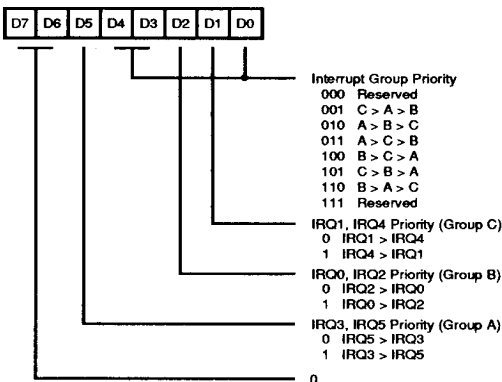 D7 D6 D5 D4 D3 D2 D1 D0
Interrupt Group Priority
000 Reserved
001 C > A > B
010 A > B > C
011 A > C > B
100 B > C > A
101 C > B > A
110 B > A > C
111 Reserved
IRQ1, IRQ4 Priority (Group C)
0 IRQ1 > IRQ4
1 IRQ4 > IRQ1
IRQ0, IRQ2 Priority (Group B)
0 IRQ2 > IRQ0
1 IRQ0 > IRQ2
IRQ3, IRQ5 Priority (Group A)
0 IRQ5 > IRQ3
1 IRQ3 > IRQ5
0